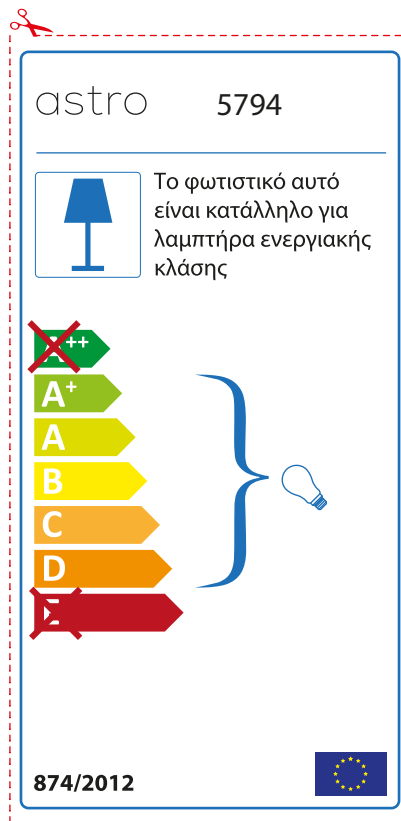 astro 5794
Το φωτιστικό αυτό
είναι κατάλληλο για
λαμπτήρα ενεργιακής
κλάσης
A++
A+
A
B
C
D
E
874/2012